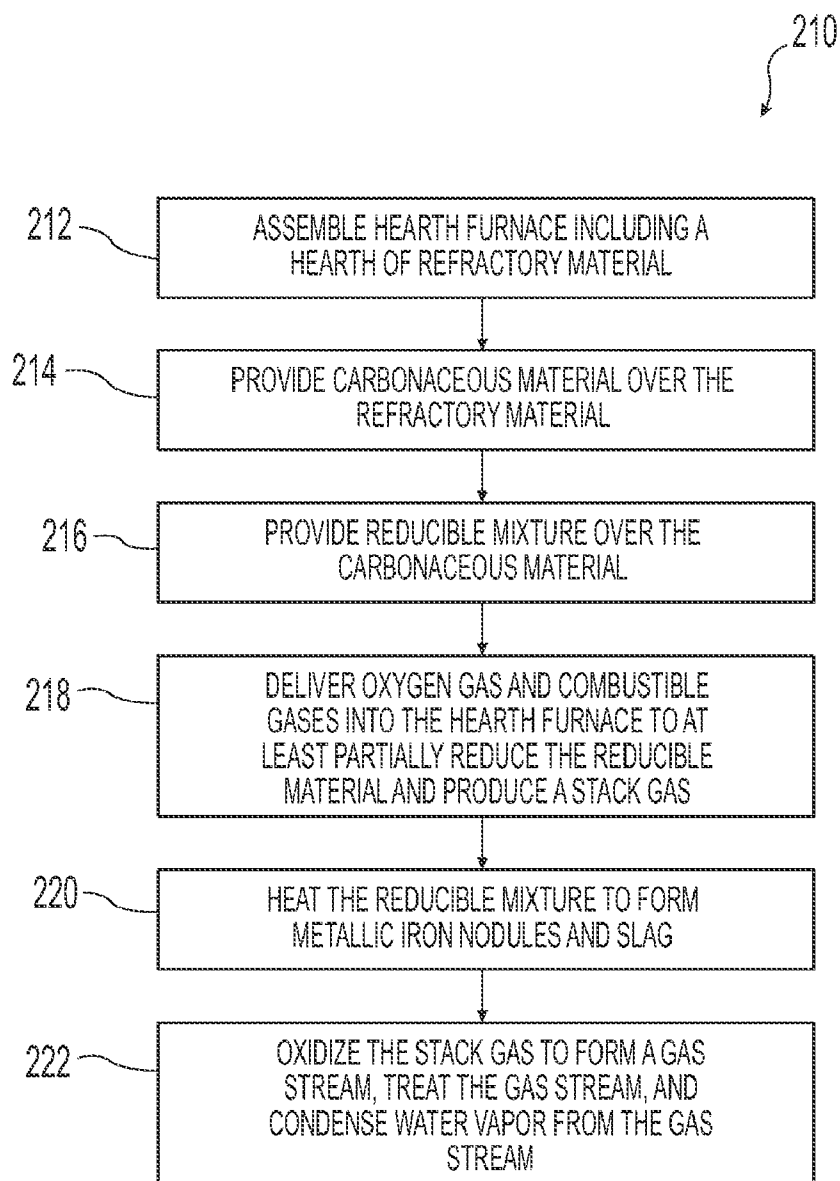 210
212
ASSEMBLE HEARTH FURNACE INCLUDING A
HEARTH OF REFRACTORY MATERIAL
214
PROVIDE CARBONACEOUS MATERIAL OVER THE
REFRACTORY MATERIAL
216
PROVIDE REDUCIBLE MIXTURE OVER THE
CARBONACEOUS MATERIAL
218
DELIVER OXYGEN GAS AND COMBUSTIBLE
GASES INTO THE HEARTH FURNACE TO AT
LEAST PARTIALLY REDUCE THE REDUCIBLE
MATERIAL AND PRODUCE A STACK GAS
220
HEAT THE REDUCIBLE MIXTURE TO FORM
METALLIC IRON NODULES AND SLAG
222
OXIDIZE THE STACK GAS TO FORM A GAS
STREAM, TREAT THE GAS STREAM, AND
CONDENSE WATER VAPOR FROM THE GAS
STREAM